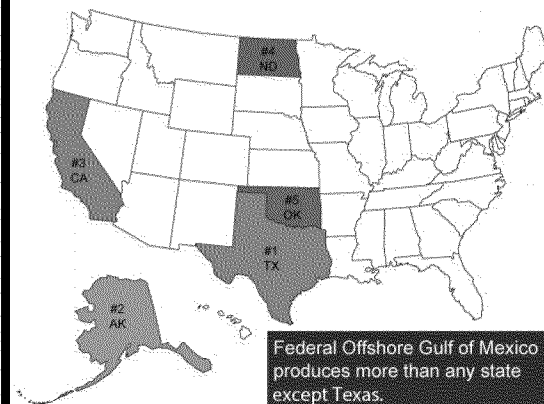 #4
ND
#3
CA
#5
OK
#1
TX
#2
AK
Federal Offshore Gulf of Mexico
produces more than any state
except Texas.